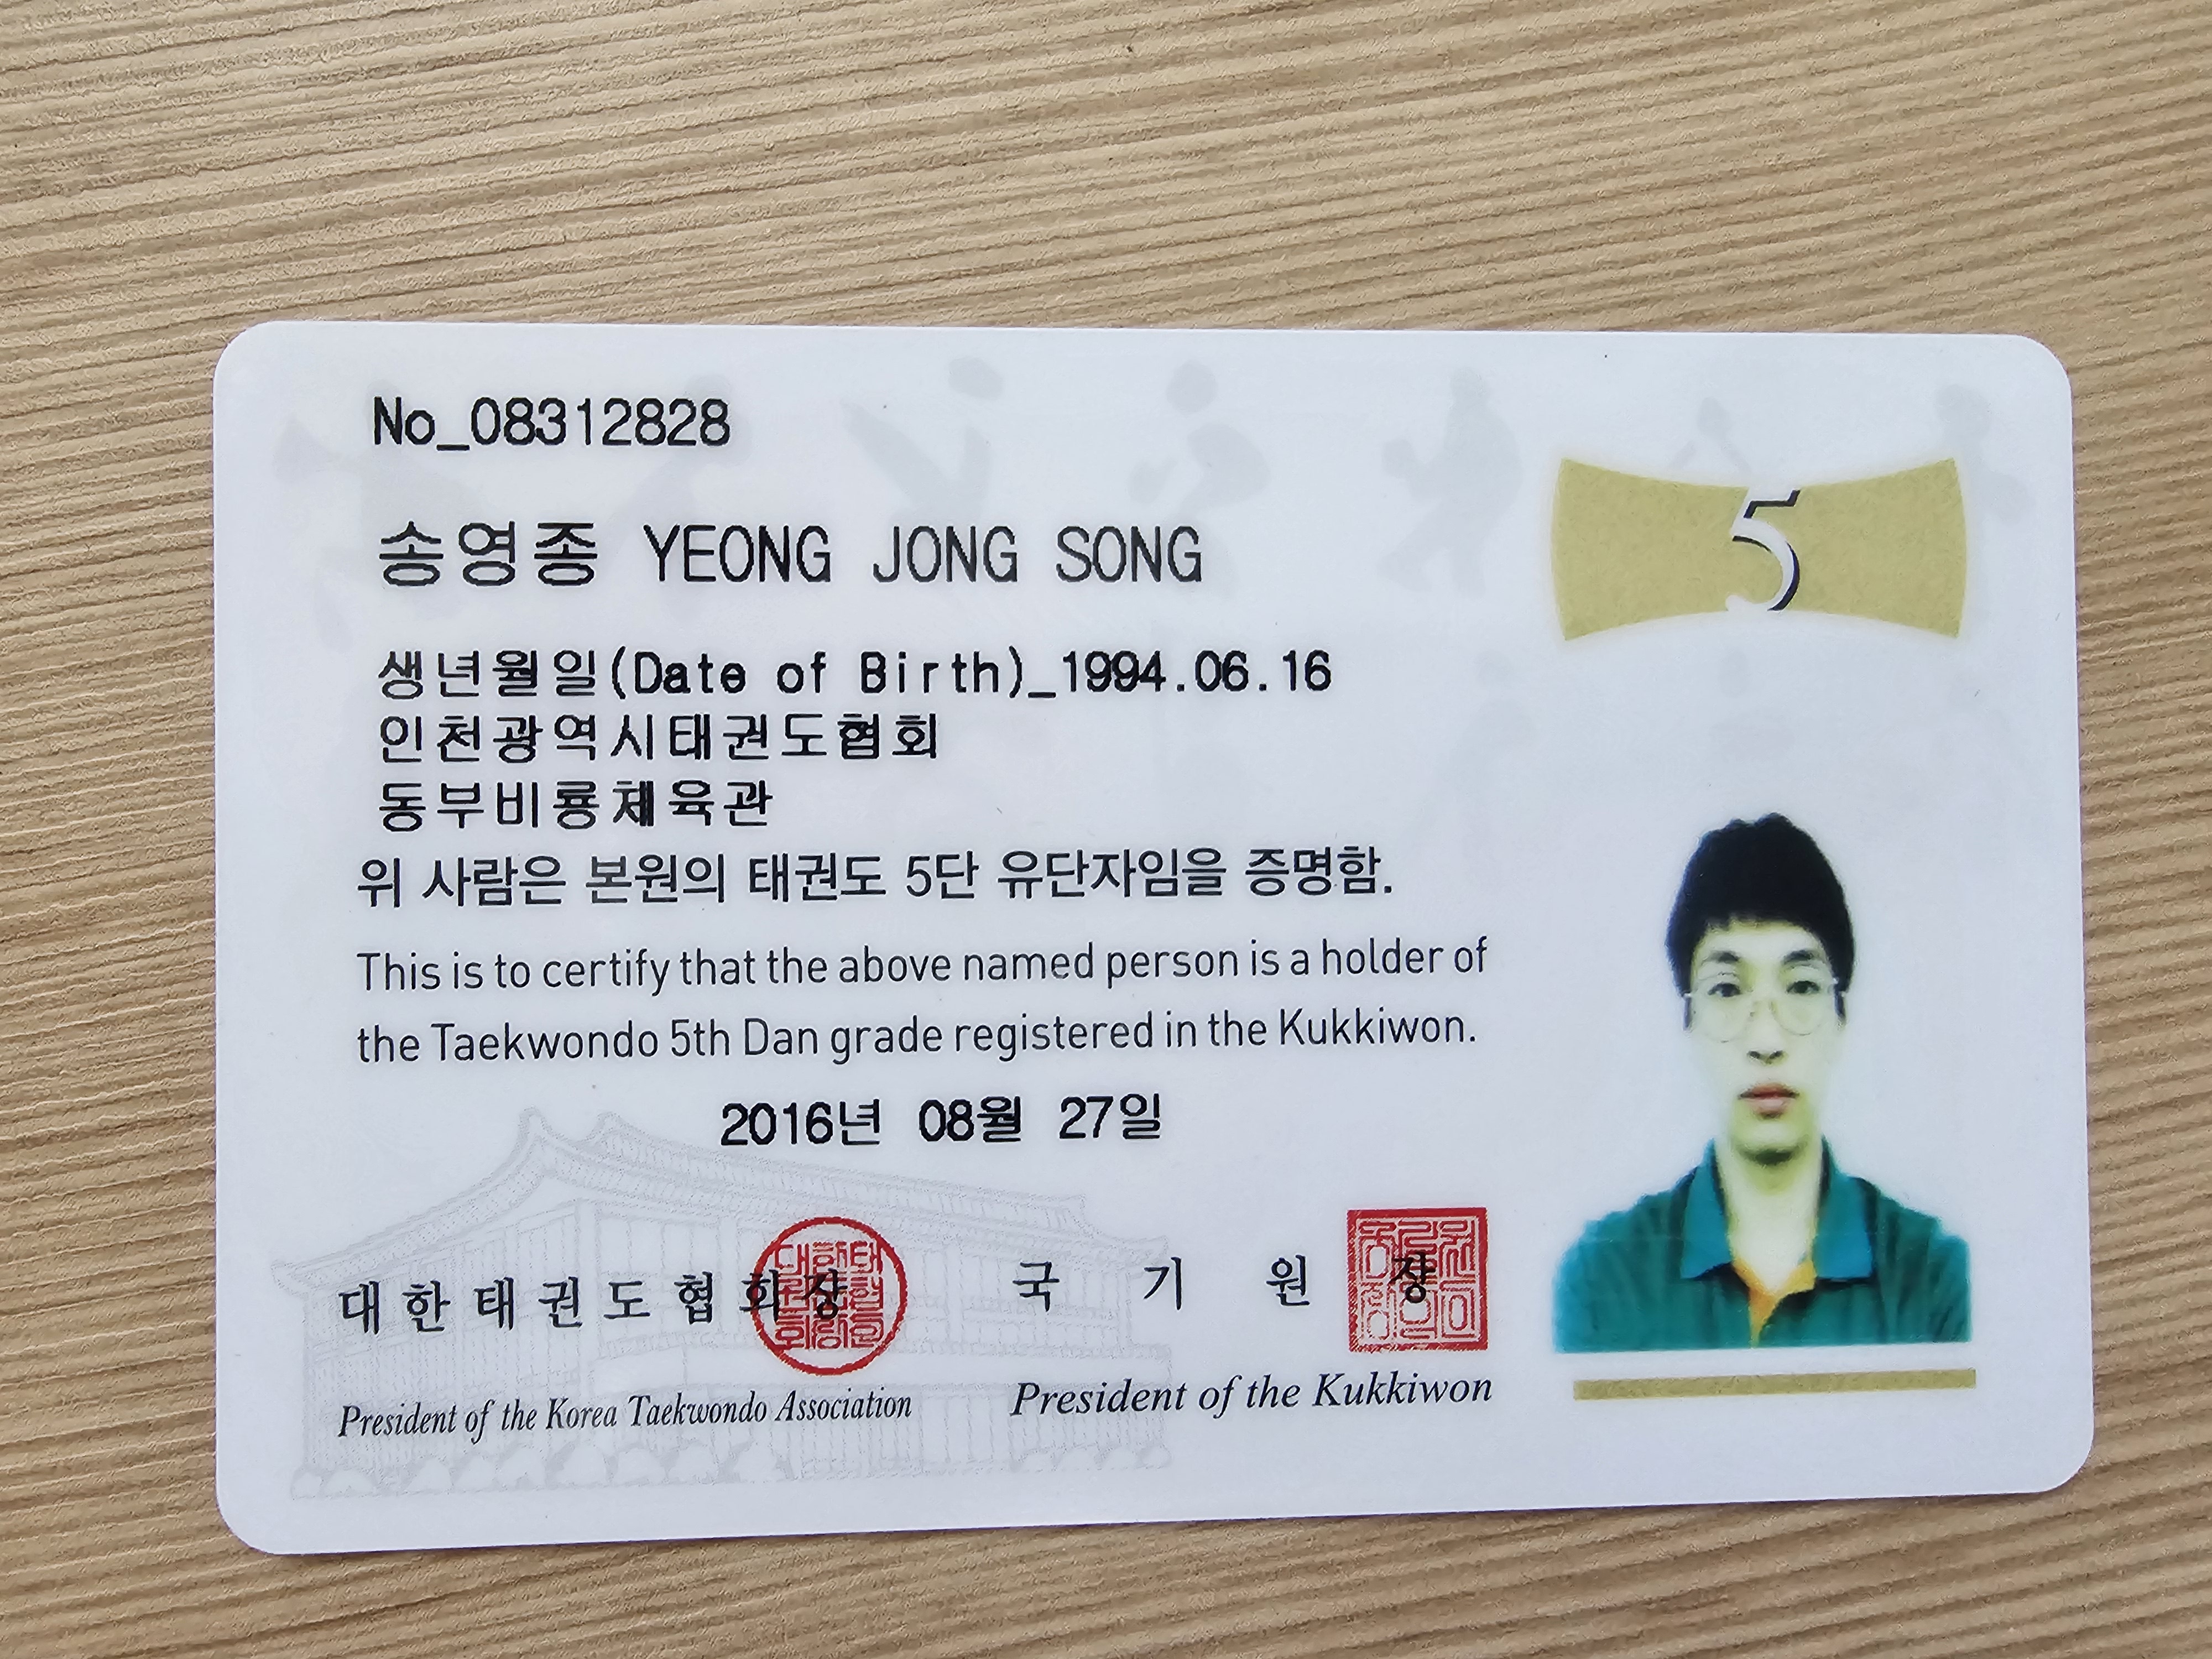 No_08312828
5
송영종 YEONG JONG SONG
생년월일(Date of Birth)_1994.06.16
인천광역시태권도협회
동부비룡체육관
위 사람은 본원의 태권도 5단 유단자임을 증명함.
This is to certify that the above named person is a holder of
the Taekwondo 5th Dan grade registered in the Kukkiwon.
2016년 08월 27일
대한태권도협회장
President of the Korea Taekwondo Association
국기원장
President of the Kukkiwon